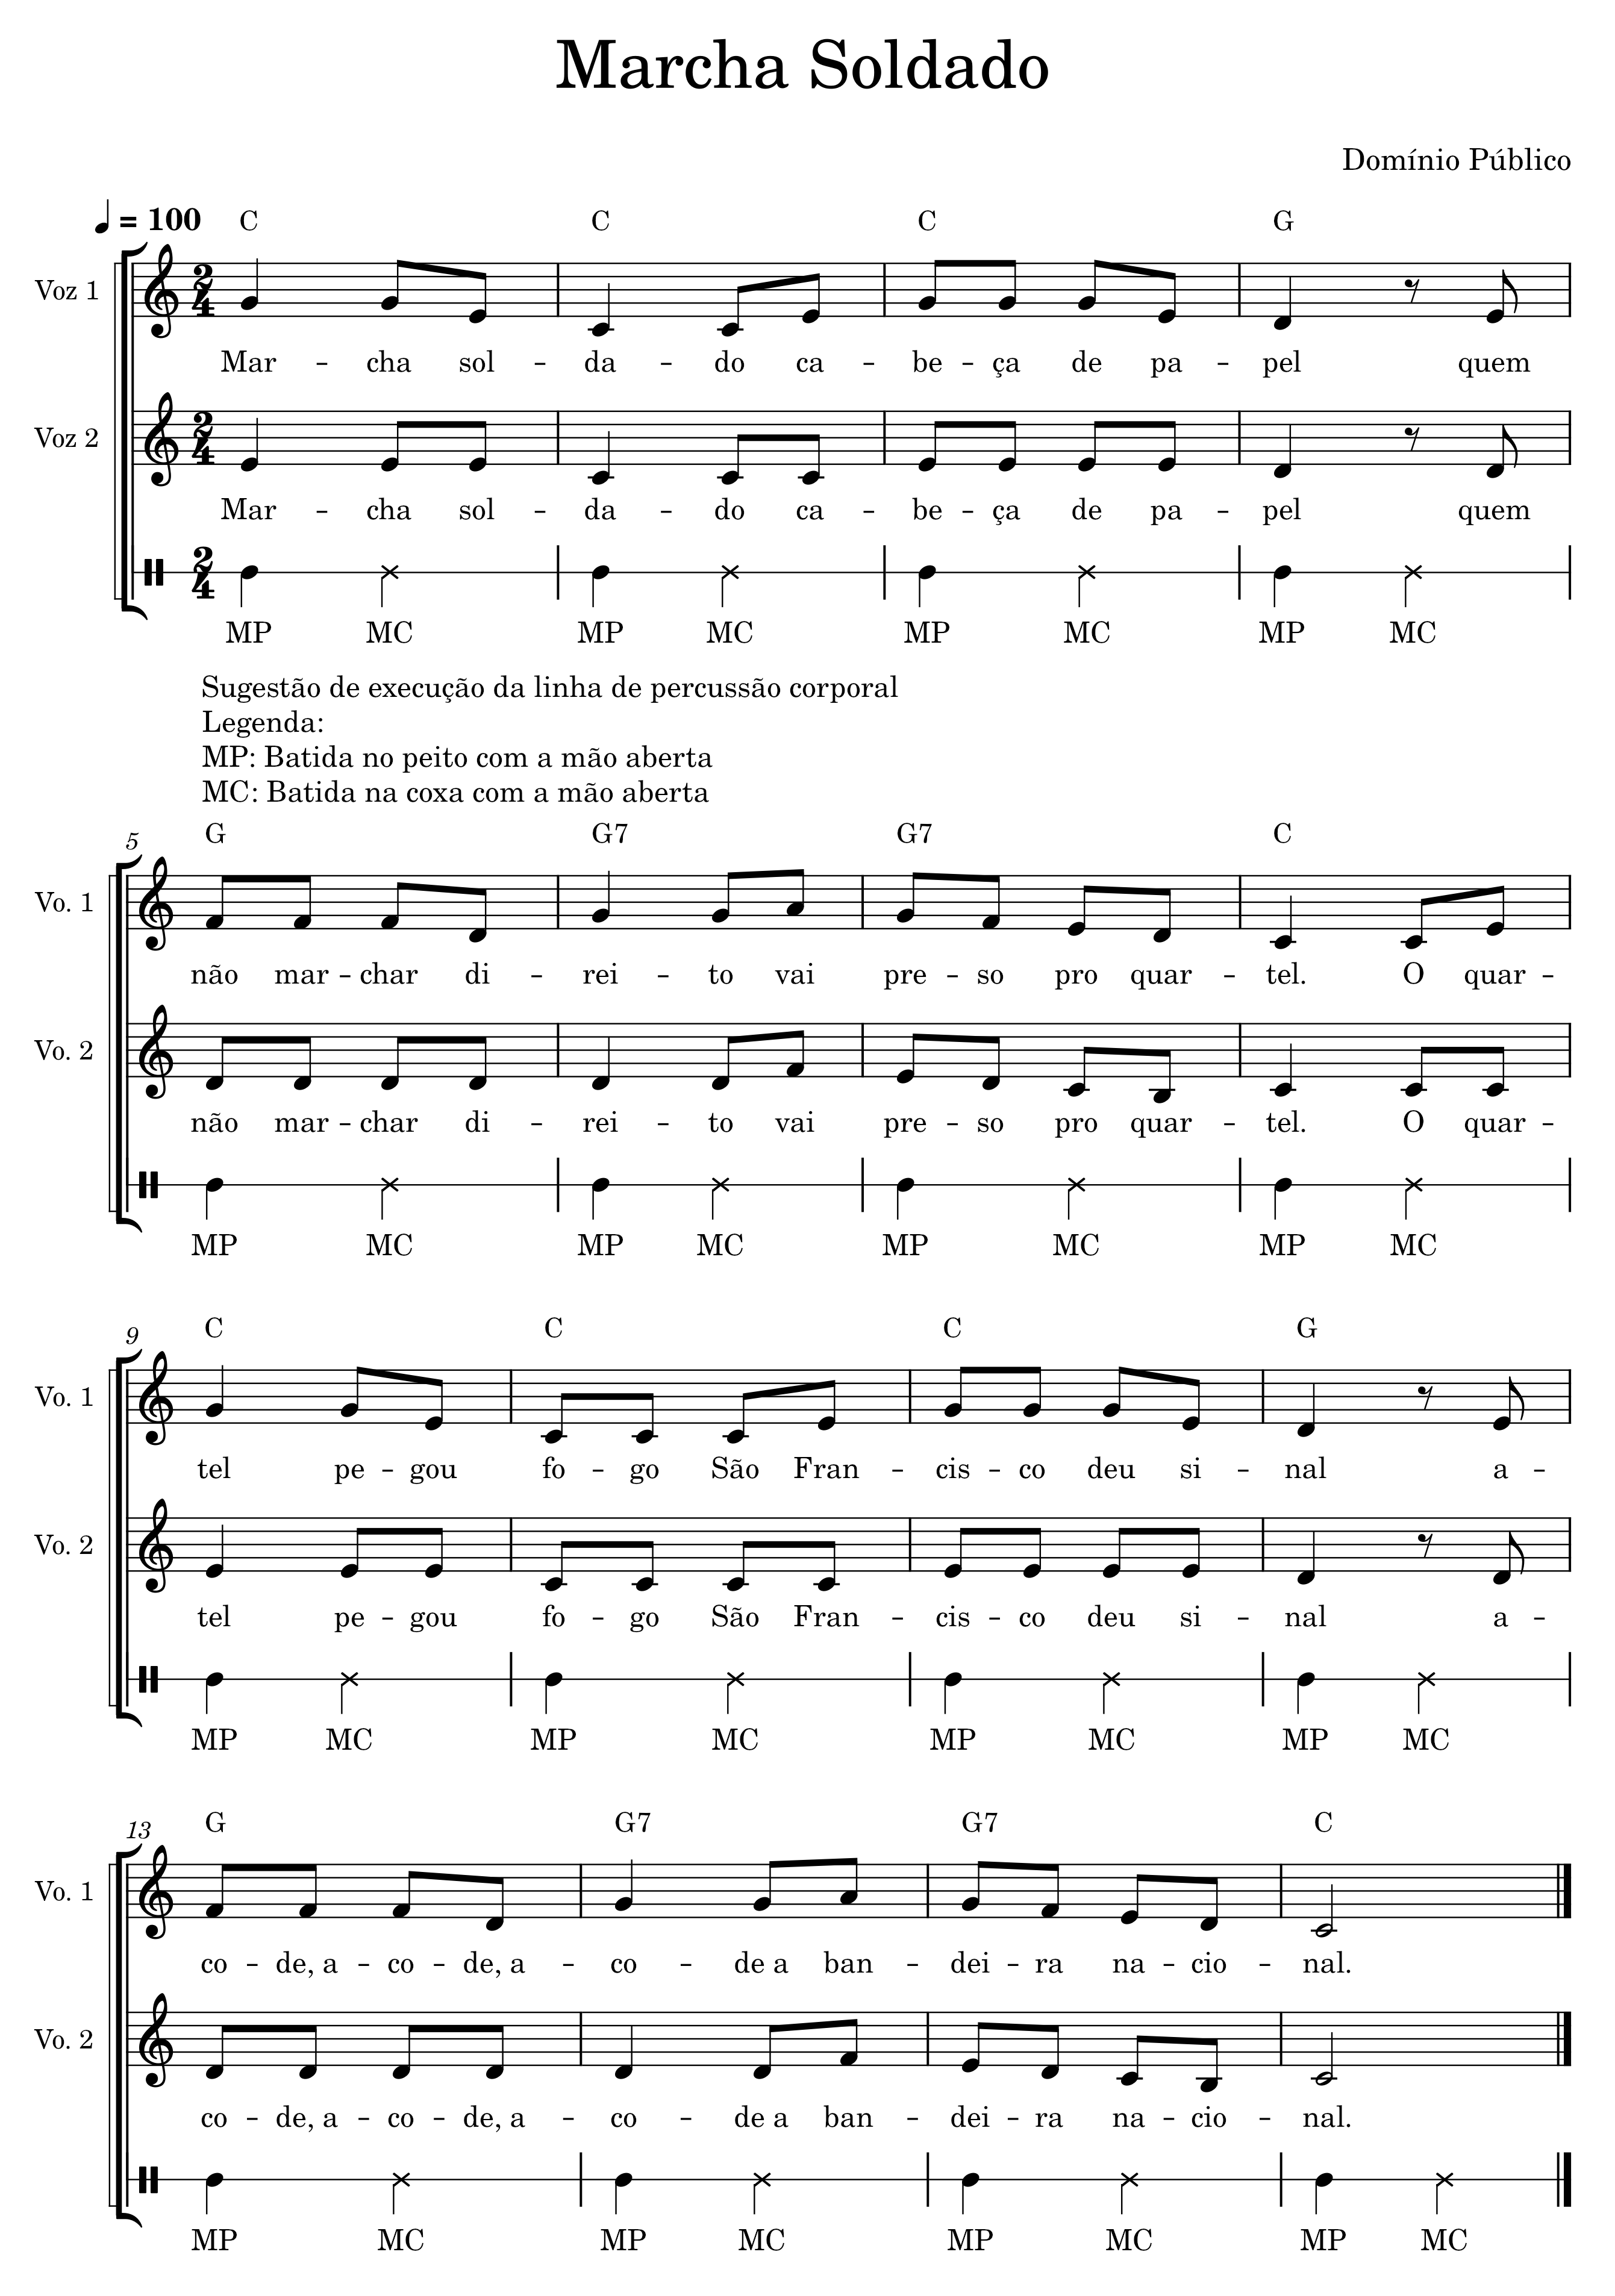 Marcha Soldado
Domínio Público
♩ = 100
C C C G
Voz 1
2/4
Mar – cha sol – da – do ca – be – ça de pa – pel quem
Voz 2
2/4
Mar – cha sol – da – do ca – be – ça de pa – pel quem
2/4
MP MC MP MC MP MC MP MC
Sugestão de execução da linha de percussão corporal
Legenda:
MP: Batida no peito com a mão aberta
MC: Batida na coxa com a mão aberta
5 G G7 G7 C
Vo. 1
não mar – char di – rei – to vai pre – so pro quar – tel. O quar –
Vo. 2
não mar – char di – rei – to vai pre – so pro quar – tel. O quar –
MP MC MP MC MP MC MP MC
9 C C C G
Vo. 1
tel pe – gou fo – go São Fran – cis – co deu si – nal a –
Vo. 2
tel pe – gou fo – go São Fran – cis – co deu si – nal a –
MP MC MP MC MP MC MP MC
13 G G7 G7 C
Vo. 1
co – de, a – co – de, a – co – de a ban – dei – ra na – cio – nal.
Vo. 2
co – de, a – co – de, a – co – de a ban – dei – ra na – cio – nal.
MP MC MP MC MP MC MP MC